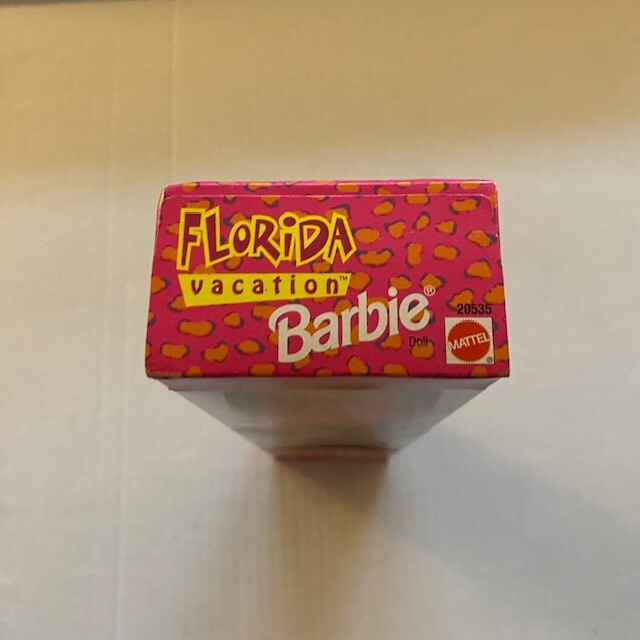 FLORiDA
vacation™
Barbie®
Doll
20535
MATTEL
®